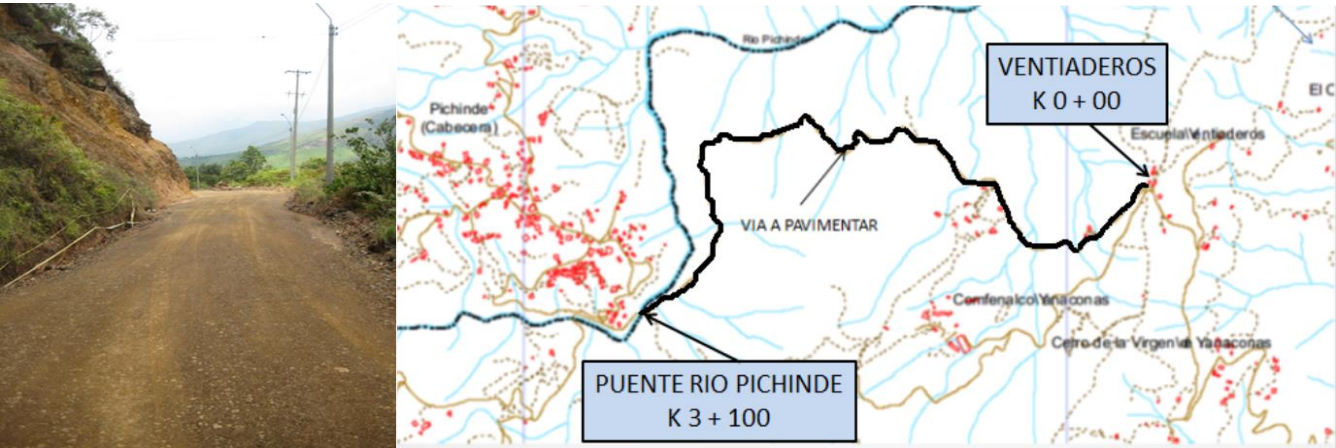 Rio Pichinde
VENTIADEROS
K 0 + 00
Pichinde
(Cabecera)
Escuela\Ventiaderos
VIA A PAVIMENTAR
Comfenalco\Yanaconas
Cerro de la Virgen de Yanaconas
PUENTE RIO PICHINDE
K 3 + 100